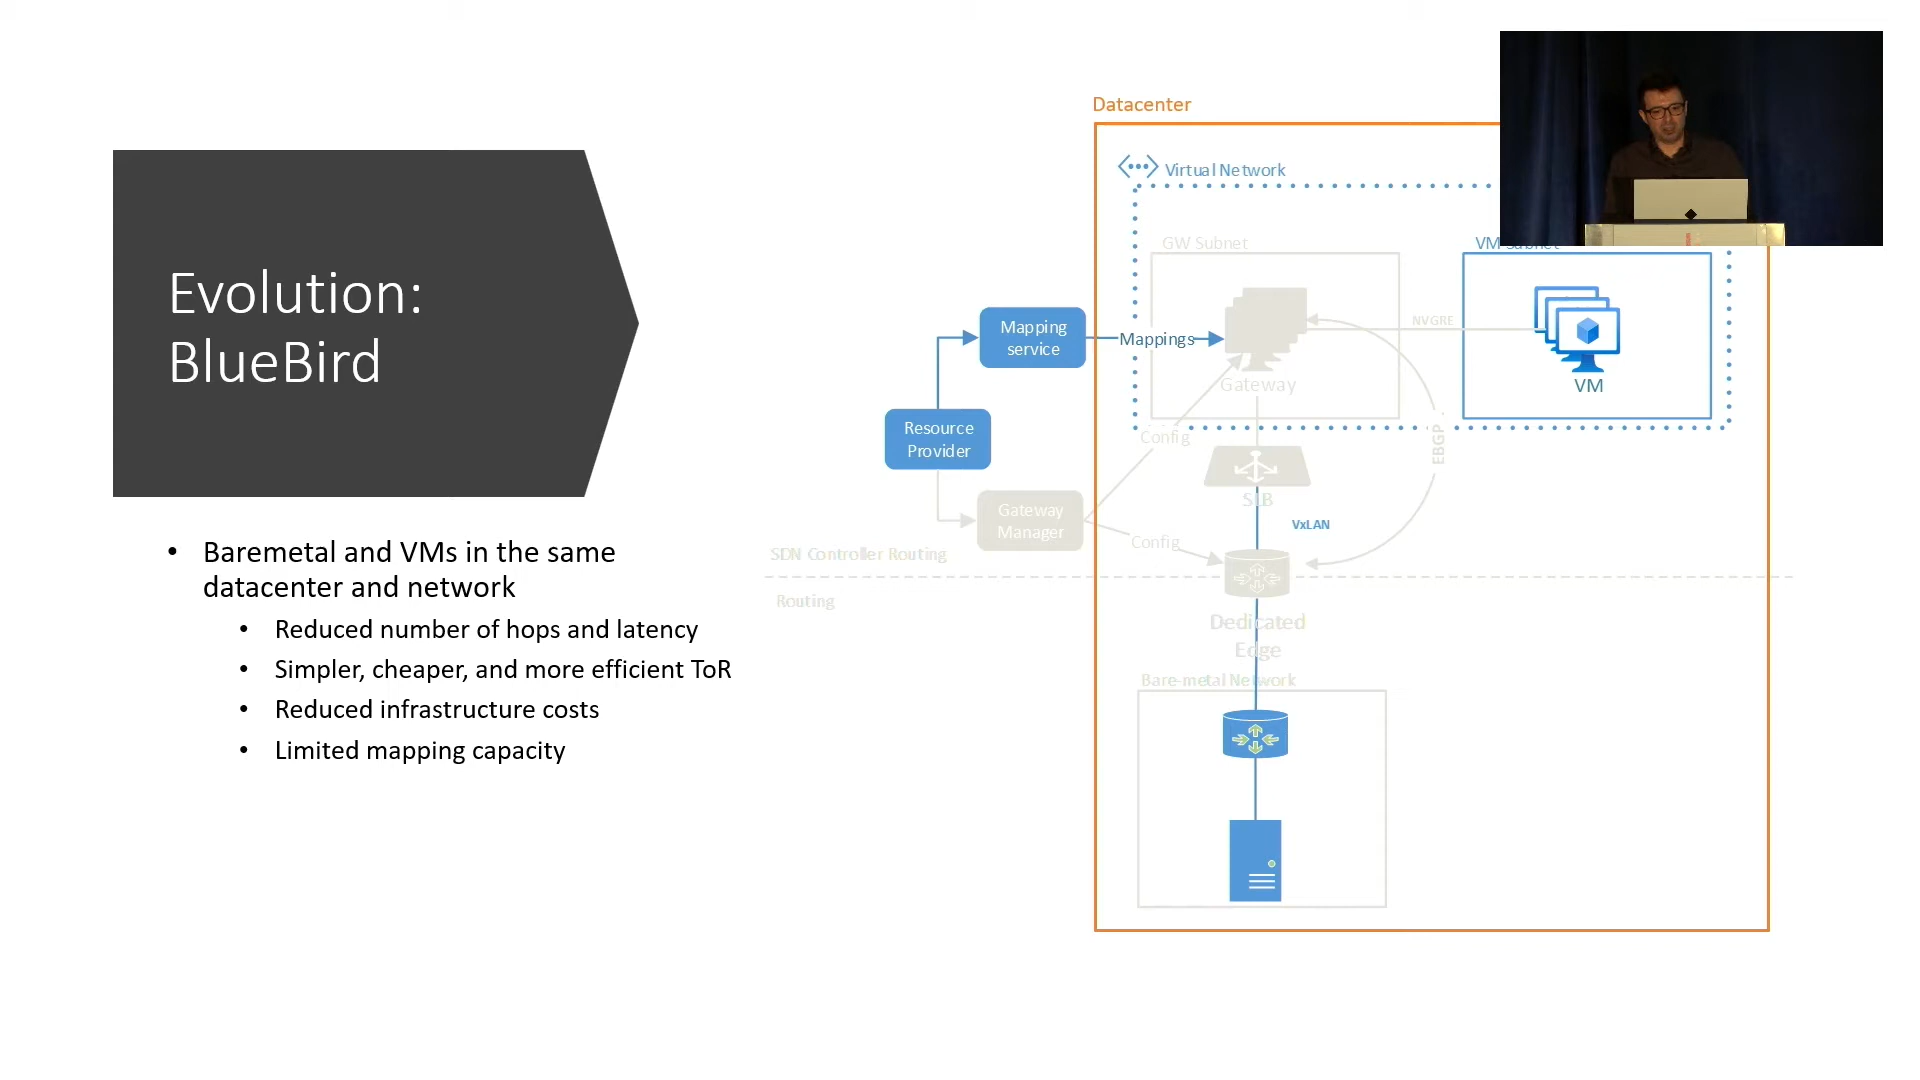 Evolution:
BlueBird
• Baremetal and VMs in the same
datacenter and network
• Reduced number of hops and latency
• Simpler, cheaper, and more efficient ToR
• Reduced infrastructure costs
• Limited mapping capacity
Datacenter
Virtual Network
GW Subnet
VM Subnet
Mapping
service
Mappings
NVGRE
Gateway
VM
Resource
Provider
Config
EBGP
SLB
Gateway
Manager
VxLAN
Config
SDN Controller Routing
Routing
Dedicated
Edge
Bare-metal Network